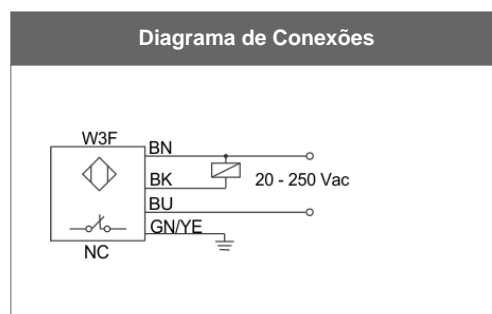 Diagrama de Conexões
W3F
BN
BK
20 - 250 Vac
BU
GN/YE
NC